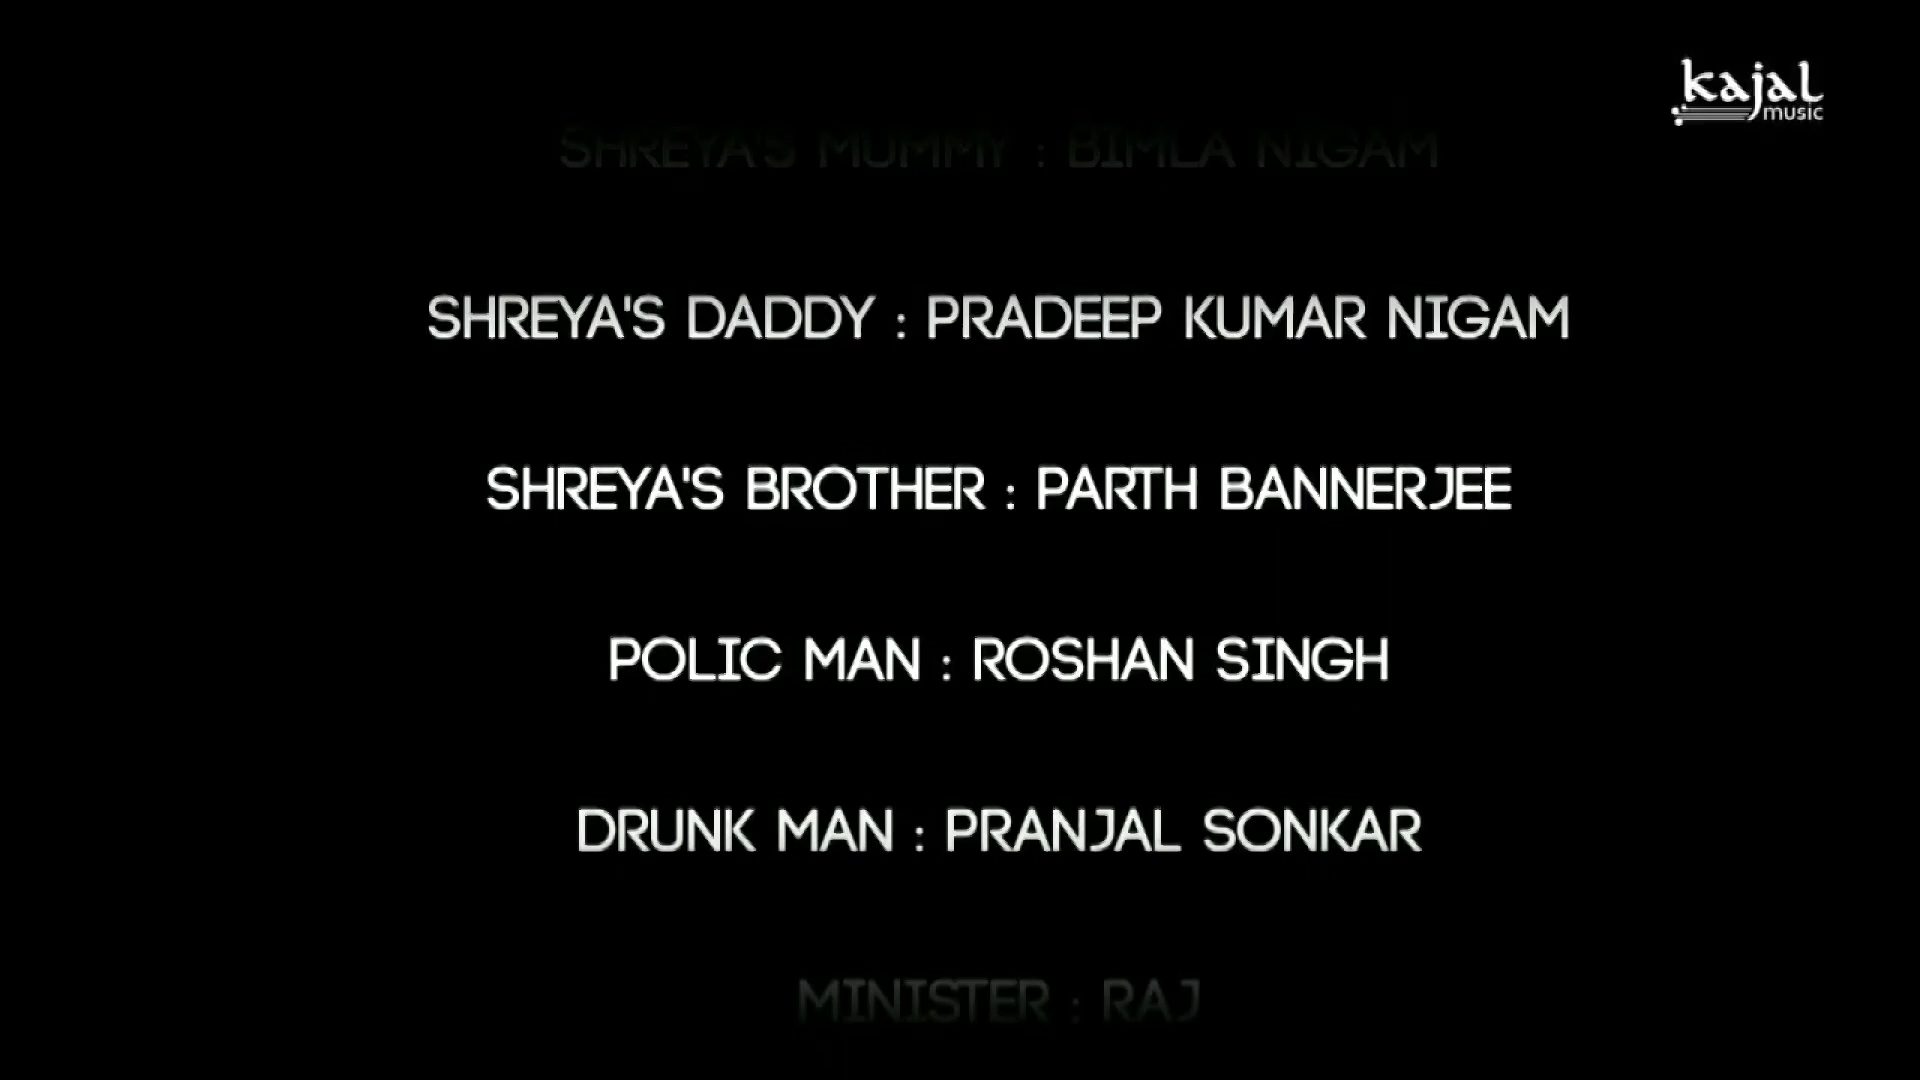 kajal
music
SHREYA'S MUMMY : BIMLA NIGAM
SHREYA'S DADDY : PRADEEP KUMAR NIGAM
SHREYA'S BROTHER : PARTH BANNERJEE
POLIC MAN : ROSHAN SINGH
DRUNK MAN : PRANJAL SONKAR
MINISTER : RAJ